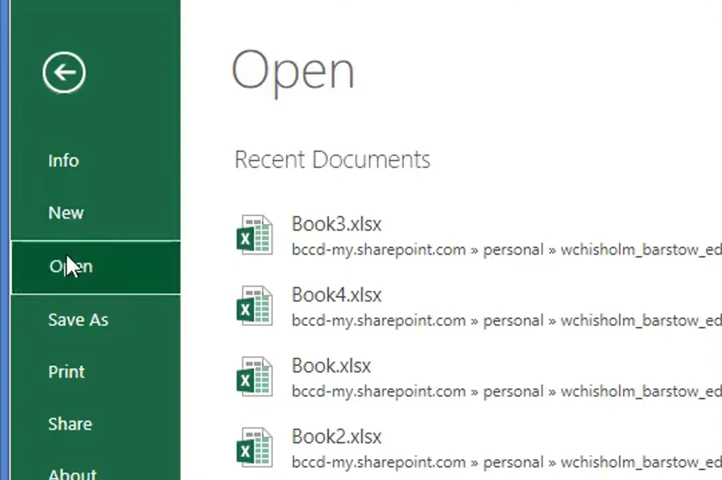 Open
Info
New
Open
Save As
Print
Share
About
Recent Documents
Book3.xlsx
bccd-my.sharepoint.com » personal » wchisholm_barstow_ed
Book4.xlsx
bccd-my.sharepoint.com » personal » wchisholm_barstow_ed
Book.xlsx
bccd-my.sharepoint.com » personal » wchisholm_barstow_ed
Book2.xlsx
bccd-my.sharepoint.com » personal » wchisholm_barstow_ed